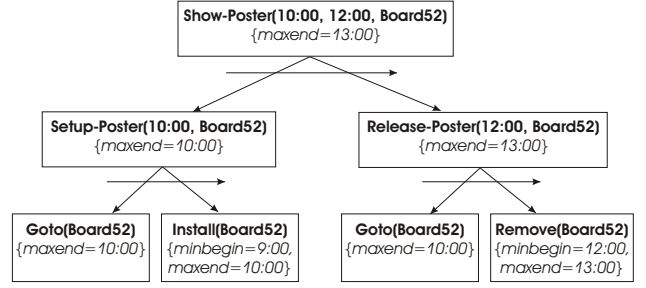 Show-Poster(10:00, 12:00, Board52)
{maxend=13:00}
Setup-Poster(10:00, Board52)
{maxend=10:00}
Release-Poster(12:00, Board52)
{maxend=13:00}
Goto(Board52)
{maxend=10:00}
Install(Board52)
{minbegin=9:00,
maxend=10:00}
Goto(Board52)
{maxend=10:00}
Remove(Board52)
{minbegin=12:00,
maxend=13:00}